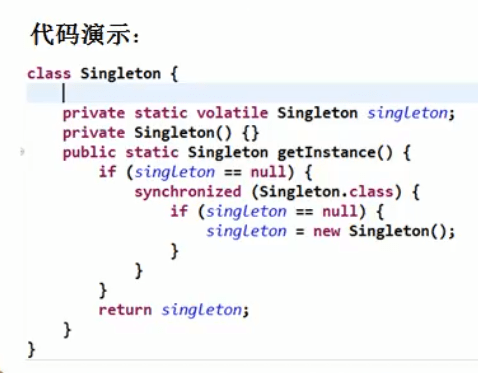 代码演示：
class Singleton {
private static volatile Singleton singleton;
private Singleton() {}
public static Singleton getInstance() {
if (singleton == null) {
synchronized (Singleton.class) {
if (singleton == null) {
singleton = new Singleton();
}
}
}
return singleton;
}
}